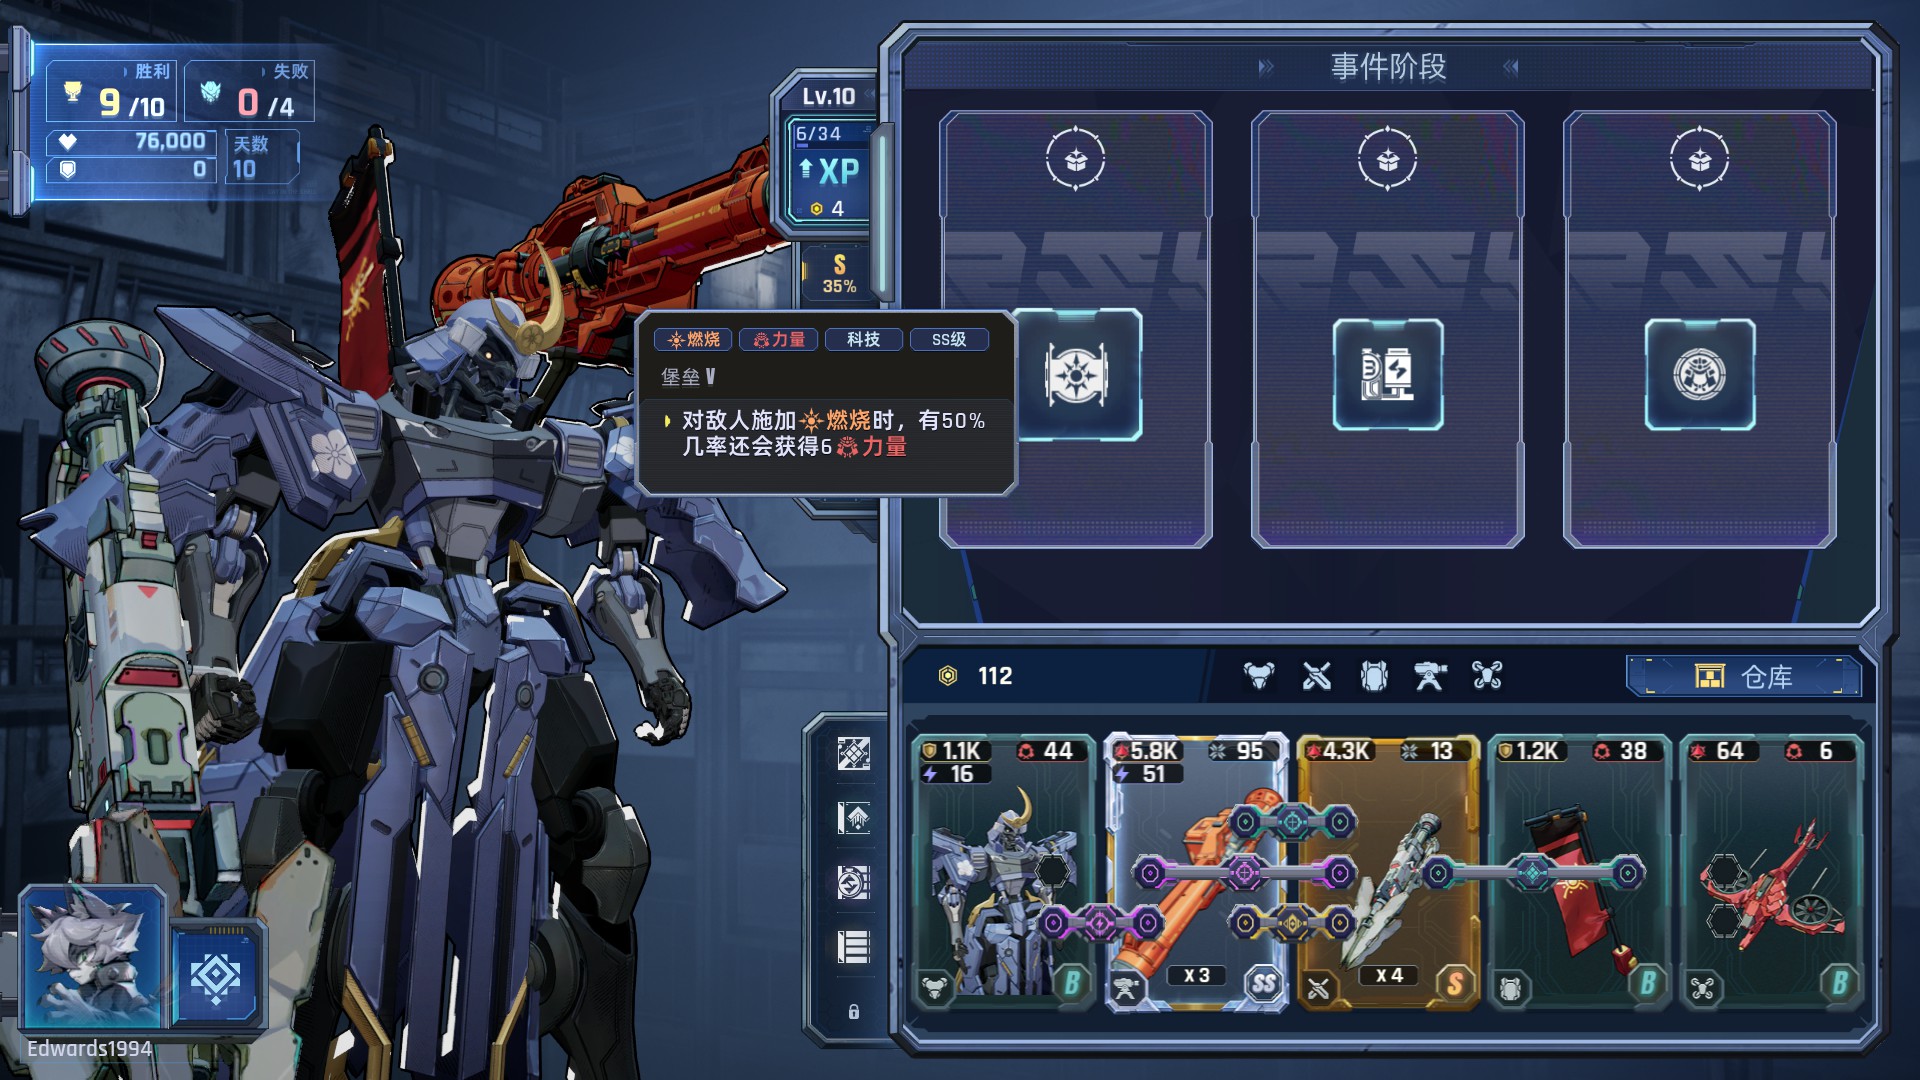 胜利
9 /10
失败
0 /4
76,000
0
天数
10
Lv.10
6/34
XP
4
S
35%
事件阶段
燃烧 力量 科技 SS级
堡垒 V
对敌人施加燃烧时，有50%
几率还会获得6力量
112
仓库
1.1K 44
16
B
5.8K 95
51
x3
SS
4.3K 13
x4
S
1.2K 38
B
64 6
B
Edwards1994